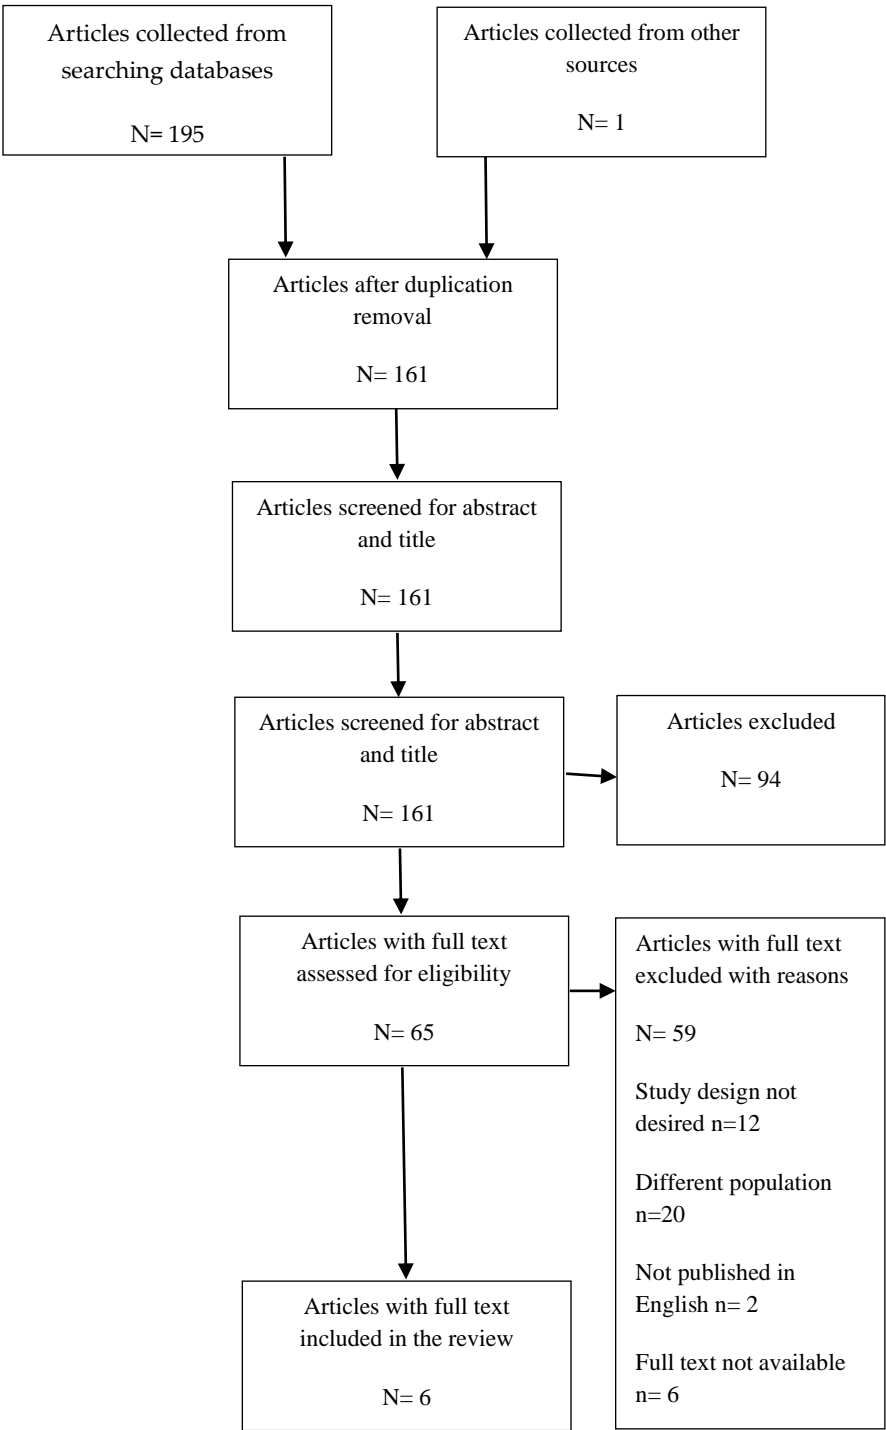 Articles collected from
searching databases
N= 195
Articles collected from other
sources
N= 1
Articles after duplication
removal
N= 161
Articles screened for abstract
and title
N= 161
Articles screened for abstract
and title
N= 161
Articles excluded
N= 94
Articles with full text
assessed for eligibility
N= 65
Articles with full text
excluded with reasons
N= 59
Study design not
desired n=12
Different population
n=20
Not published in
English n= 2
Full text not available
n= 6
Articles with full text
included in the review
N= 6